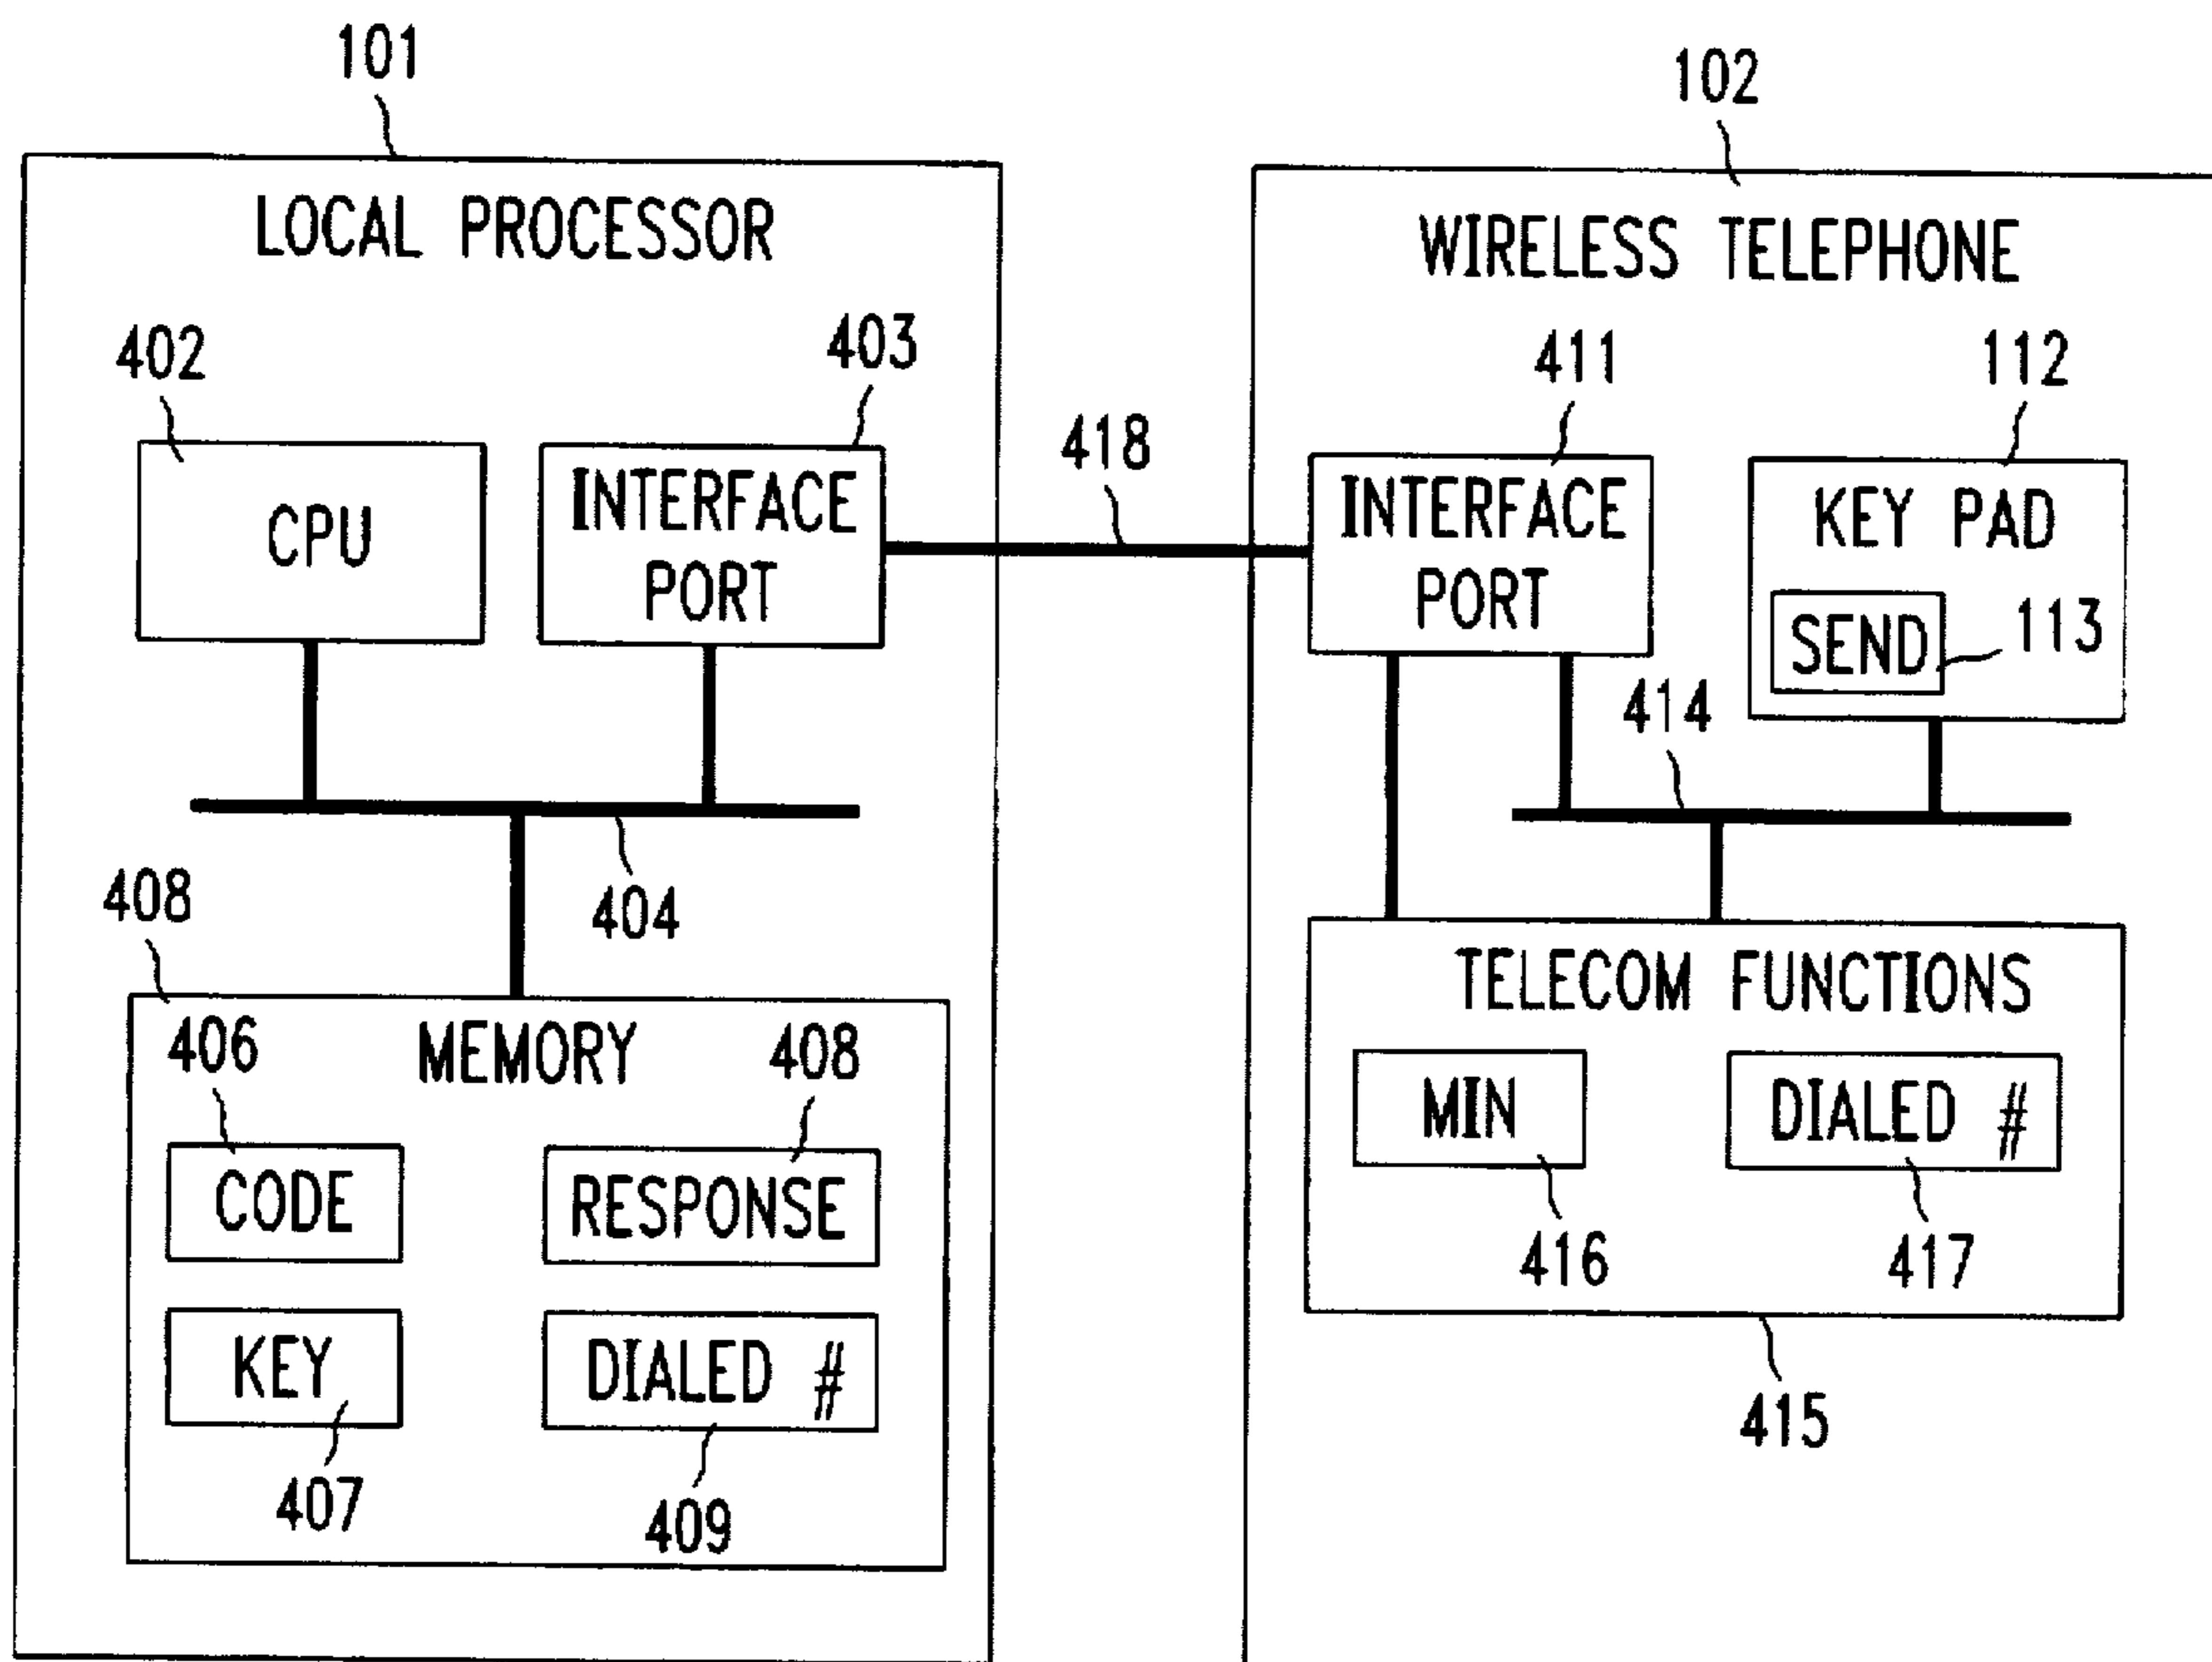 101
102
LOCAL PROCESSOR
WIRELESS TELEPHONE
402
403
418
411
112
CPU
INTERFACE
PORT
INTERFACE
PORT
KEY PAD
SEND
113
414
404
408
MEMORY
406
408
CODE
RESPONSE
KEY
DIALED #
407
409
TELECOM FUNCTIONS
MIN
DIALED #
416
417
415